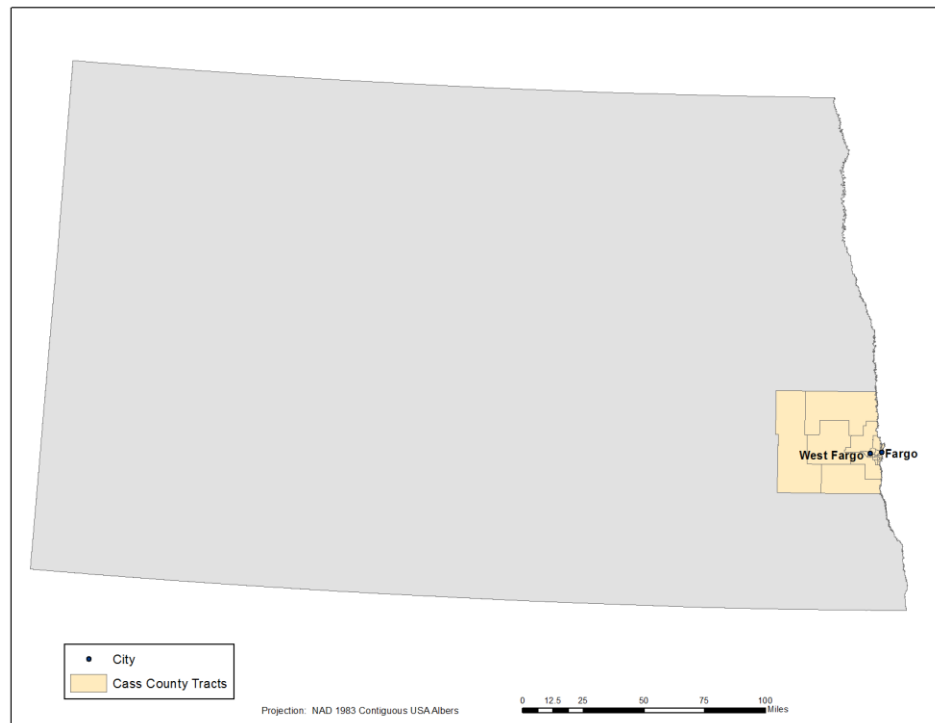 West Fargo Fargo
City
Cass County Tracts
Projection: NAD 1983 Contiguous USA Albers
0 12.5 25 50 75 100
Miles